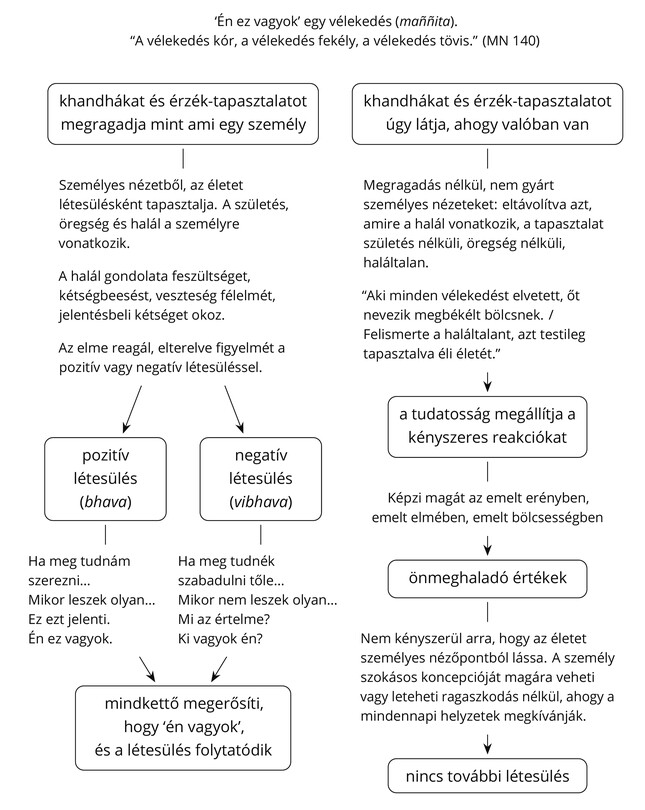 ‘Én ez vagyok’ egy vélekedés (maññita).
“A vélekedés kór, a vélekedés fekély, a vélekedés tövis.” (MN 140)
khandhákat és érzék-tapasztalatot
megragadja mint ami egy személy
Személyes nézetből, az életet
létesülésként tapasztalja. A születés,
öregség és halál a személyre
vonatkozik.
A halál gondolata feszültséget,
kétségbeesést, veszteség félelmét,
jelentésbeli kétséget okoz.
Az elme reagál, elterelve figyelmét a
pozitív vagy negatív létesüléssel.
pozitív
létesülés
(bhava)
Ha meg tudnám
szerezni...
Mikor leszek olyan...
Ez ezt jelenti.
Én ez vagyok.
negatív
létesülés
(vibhava)
Ha meg tudnék
szabadulni tőle...
Mikor nem leszek olyan...
Mi az értelme?
Ki vagyok én?
mindkettő megerősíti,
hogy ‘én vagyok’,
és a létesülés folytatódik
khandhákat és érzék-tapasztalatot
úgy látja, ahogy valóban van
Megragadás nélkül, nem gyárt
személyes nézeteket: eltávolítva azt,
amire a halál vonatkozik, a tapasztalat
születés nélküli, öregség nélküli,
haláltalan.
“Aki minden vélekedést elvetett, őt
nevezik megbékélt bölcsnek. /
Felismerte a haláltalant, azt testileg
tapasztalva éli életét.”
a tudatosság megállítja a
kényszeres reakciókat
Képzi magát az emelt erényben,
emelt elmében, emelt bölcsességben
önmeghaladó értékek
Nem kényszerül arra, hogy az életet
személyes nézőpontból lássa. A személy
szokásos koncepcióját magára veheti
vagy leteheti ragaszkodás nélkül, ahogy a
mindennapi helyzetek megkívánják.
nincs további létesülés